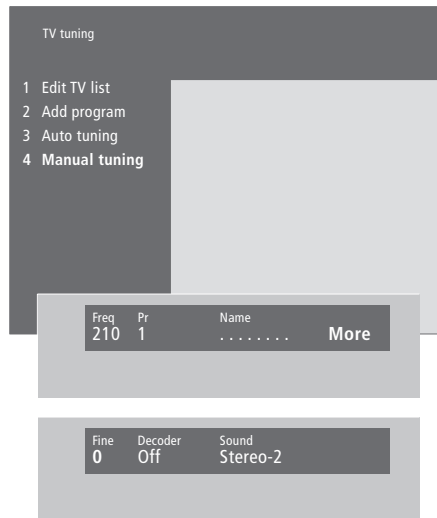 TV tuning
1 Edit TV list
2 Add program
3 Auto tuning
4 Manual tuning
Freq Pr Name
210 1 . . . . . . . . More
Fine Decoder Sound
0 Off Stereo-2